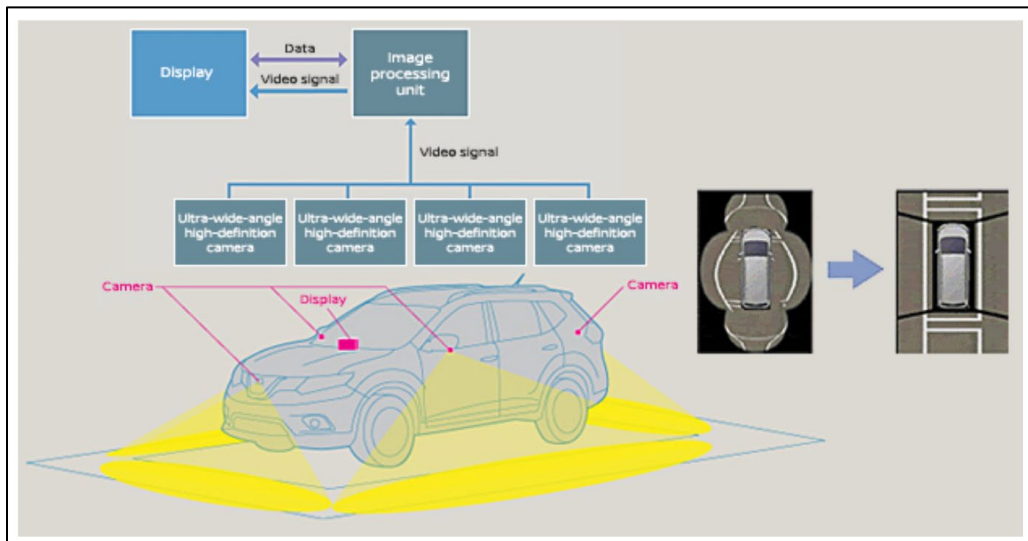 Display
Data
Video signal
Image
processing
unit
Video signal
Ultra-wide-angle
high-definition
camera
Ultra-wide-angle
high-definition
camera
Ultra-wide-angle
high-definition
camera
Ultra-wide-angle
high-definition
camera
Camera
Display
Camera